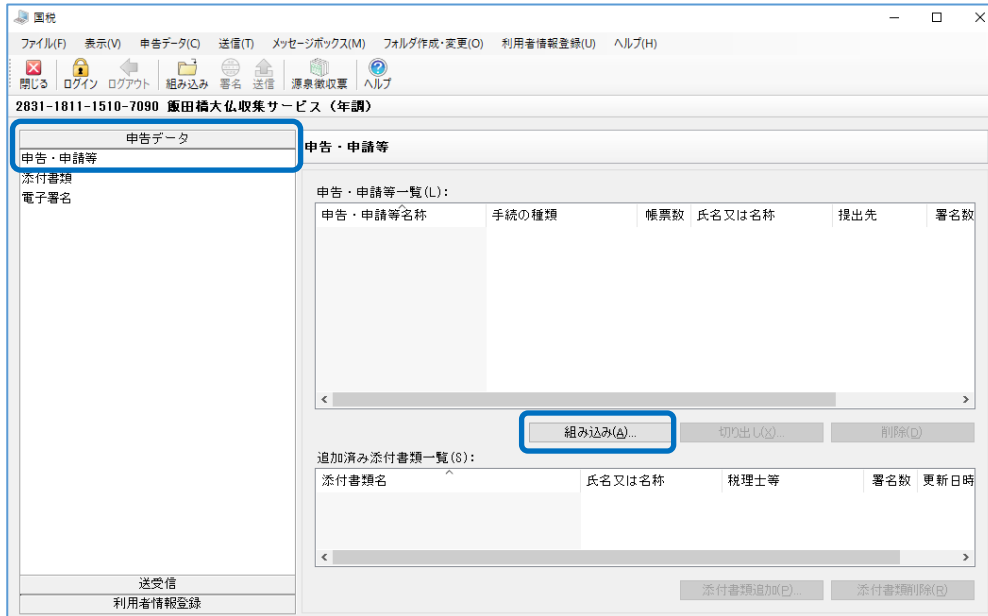 国税
ファイル(F) 表示(V) 申告データ(C) 送信(T) メッセージボックス(M) フォルダ作成・変更(O) 利用者情報登録(U) ヘルプ(H)
閉じる ログイン ログアウト 組み込み 署名 送信 源泉徴収票 ヘルプ
2831-1811-1510-7090 飯田橋大仏収集サービス（年調）
申告データ
申告・申請等
添付書類
電子署名
送受信
利用者情報登録
申告・申請等
申告・申請等一覧(L):
申告・申請等名称 手続の種類 帳票数 氏名又は名称 提出先 署名数
組み込み(A)... 切り出し(X)... 削除(D)
追加済み添付書類一覧(S):
添付書類名 氏名又は名称 税理士等 署名数 更新日時
添付書類追加(P)... 添付書類削除(R)